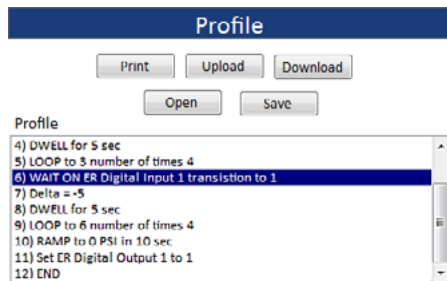 Profile
Print Upload Download
Open Save
Profile
4) DWELL for 5 sec
5) LOOP to 3 number of times 4
6) WAIT ON ER Digital Input 1 transistion to 1
7) Delta = -5
8) DWELL for 5 sec
9) LOOP to 6 number of times 4
10) RAMP to 0 PSI in 10 sec
11) Set ER Digital Output 1 to 1
12) END